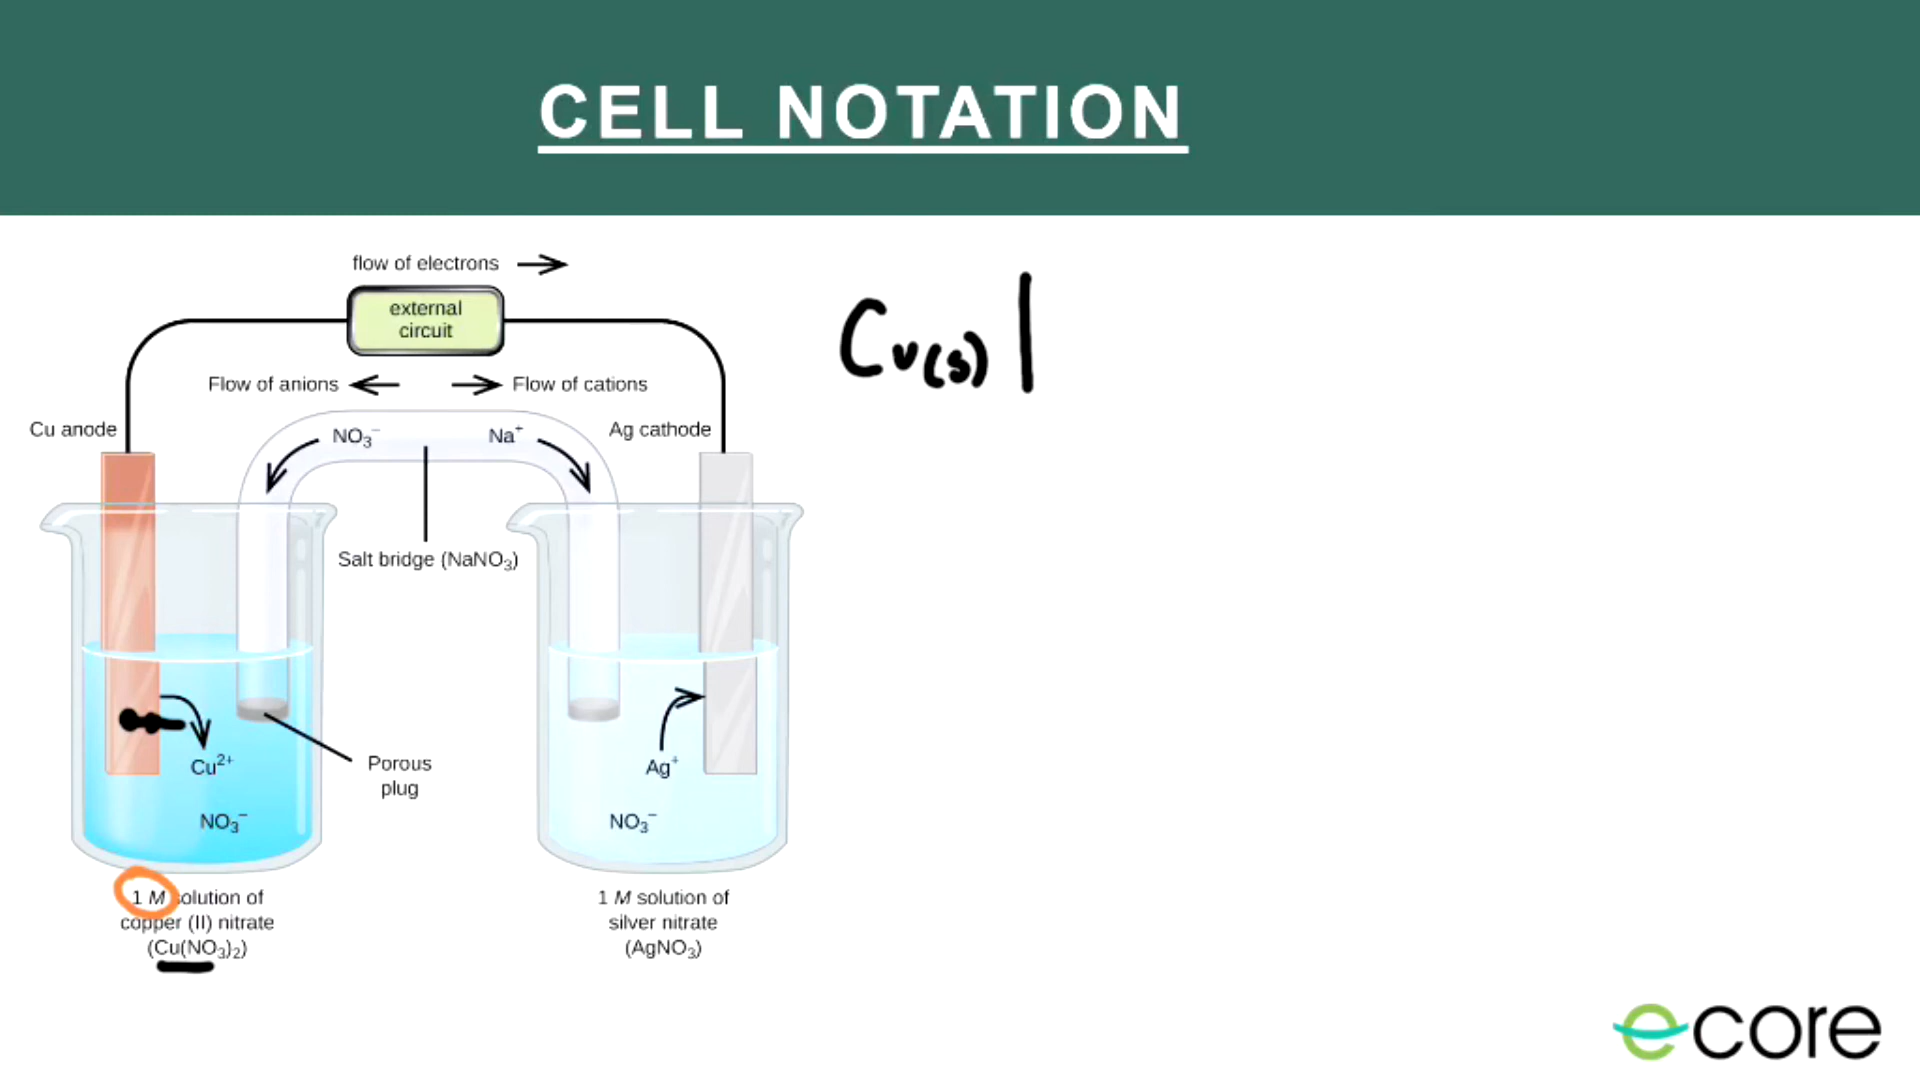 CELL NOTATION
flow of electrons
external
circuit
Flow of anions
Flow of cations
Cu anode
NO₃⁻
Na⁺
Ag cathode
Salt bridge (NaNO₃)
Cu²⁺
NO₃⁻
Porous
plug
Ag⁺
NO₃⁻
1 M solution of
copper (II) nitrate
(Cu(NO₃)₂)
1 M solution of
silver nitrate
(AgNO₃)
Cu(s) |
ecore